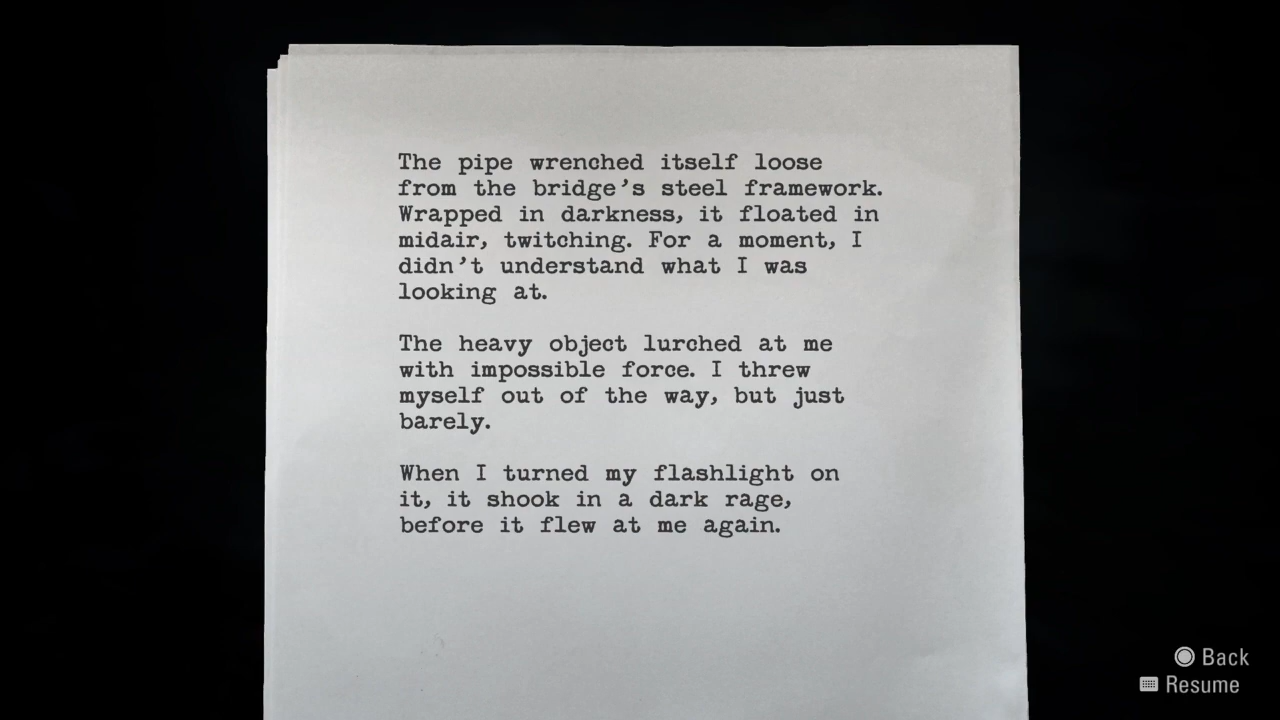 The pipe wrenched itself loose
from the bridge's steel framework.
Wrapped in darkness, it floated in
midair, twitching. For a moment, I
didn't understand what I was
looking at.
The heavy object lurched at me
with impossible force. I threw
myself out of the way, but just
barely.
When I turned my flashlight on
it, it shook in a dark rage,
before it flew at me again.
Back
Resume